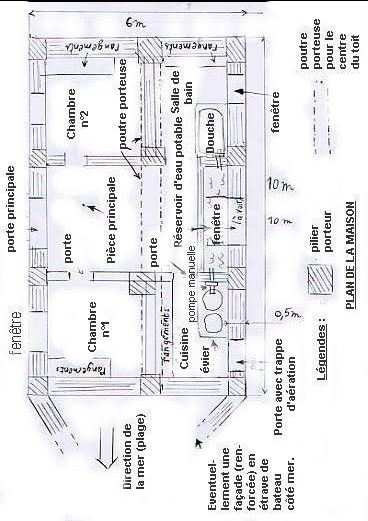 6m
Rangements
Rangements
Chambre
n°2
poutre porteuse
Salle de
bain
Douche
Réservoir d'eau potable
fenêtre
poutre
porteuse
pour le
centre
du toit
porte principale
Pièce principale
porte
porte
fenêtre
pompe manuelle
10 m
10 m
pilier
porteur
PLAN DE LA MAISON
Légendes :
fenêtre
Chambre
n°1
Rangements
Rangements
Cuisine
évier
0,5m
Porte avec trappe
d'aération
Direction de
la mer (plage)
Eventuel-
lement une
façade (ren-
forcée) en
étrave de
bateau
côté mer.